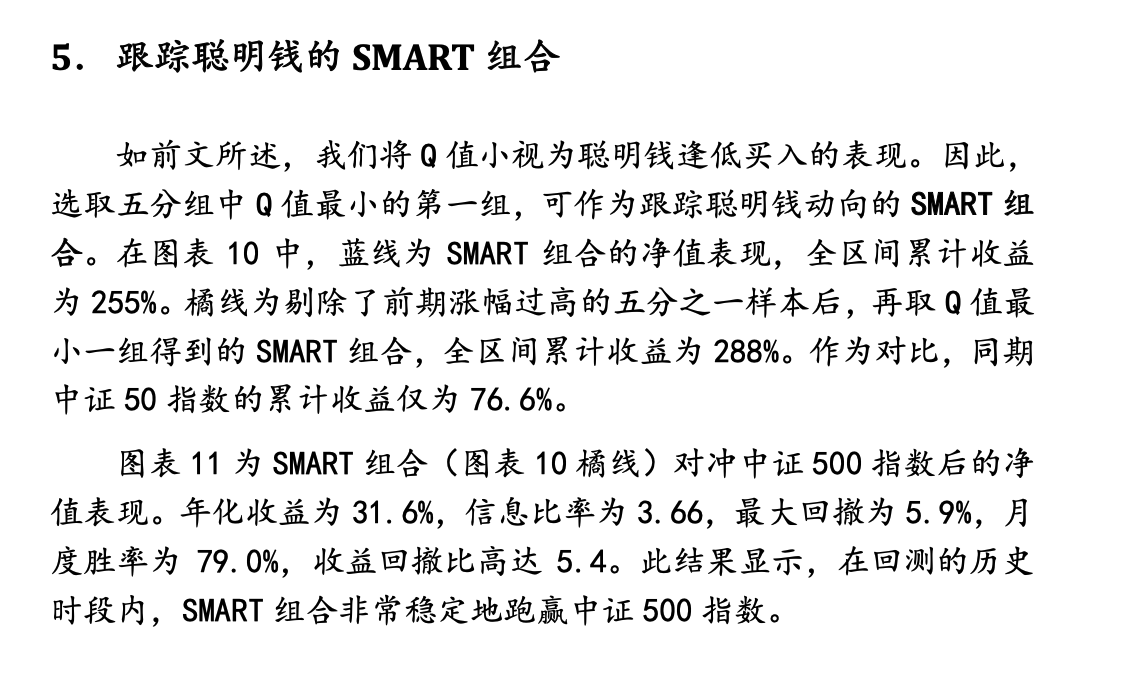 5. 跟踪聪明钱的 SMART 组合
如前文所述，我们将 Q 值小视为聪明钱逢低买入的表现。因此，
选取五分组中 Q 值最小的第一组，可作为跟踪聪明钱动向的 SMART 组
合。在图表 10 中，蓝线为 SMART 组合的净值表现，全区间累计收益
为 255%。橘线为剔除了前期涨幅过高的五分之一样本后，再取 Q 值最
小一组得到的 SMART 组合，全区间累计收益为 288%。作为对比，同期
中证 50 指数的累计收益仅为 76.6%。
图表 11 为 SMART 组合（图表 10 橘线）对冲中证 500 指数后的净
值表现。年化收益为 31.6%，信息比率为 3.66，最大回撤为 5.9%，月
度胜率为 79.0%，收益回撤比高达 5.4。此结果显示，在回测的历史
时段内，SMART 组合非常稳定地跑赢中证 500 指数。